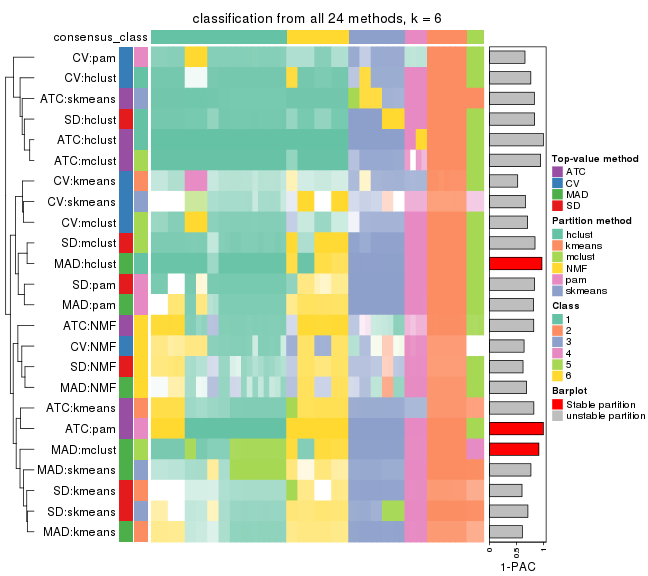 classification from all 24 methods, k = 6
consensus_class
CV:pam
CV:hclust
ATC:skmeans
SD:hclust
ATC:hclust
ATC:mclust
CV:kmeans
CV:skmeans
CV:mclust
SD:mclust
MAD:hclust
SD:pam
MAD:pam
ATC:NMF
CV:NMF
SD:NMF
MAD:NMF
ATC:kmeans
ATC:pam
MAD:mclust
MAD:skmeans
SD:kmeans
SD:skmeans
MAD:kmeans
0
0.5
1
1-PAC
Top-value method
ATC
CV
MAD
SD
Partition method
hclust
kmeans
mclust
NMF
pam
skmeans
Class
1
2
3
4
5
6
Barplot
Stable partition
unstable partition